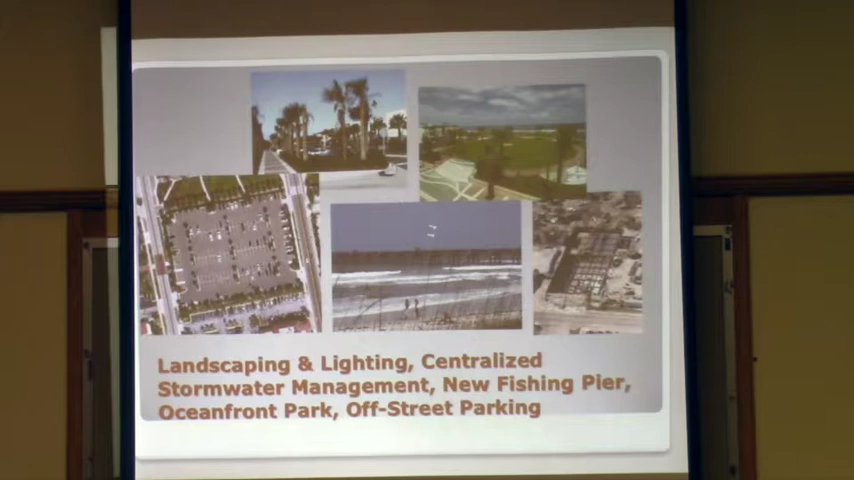 Landscaping & Lighting, Centralized
Stormwater Management, New Fishing Pier,
Oceanfront Park, Off-Street Parking